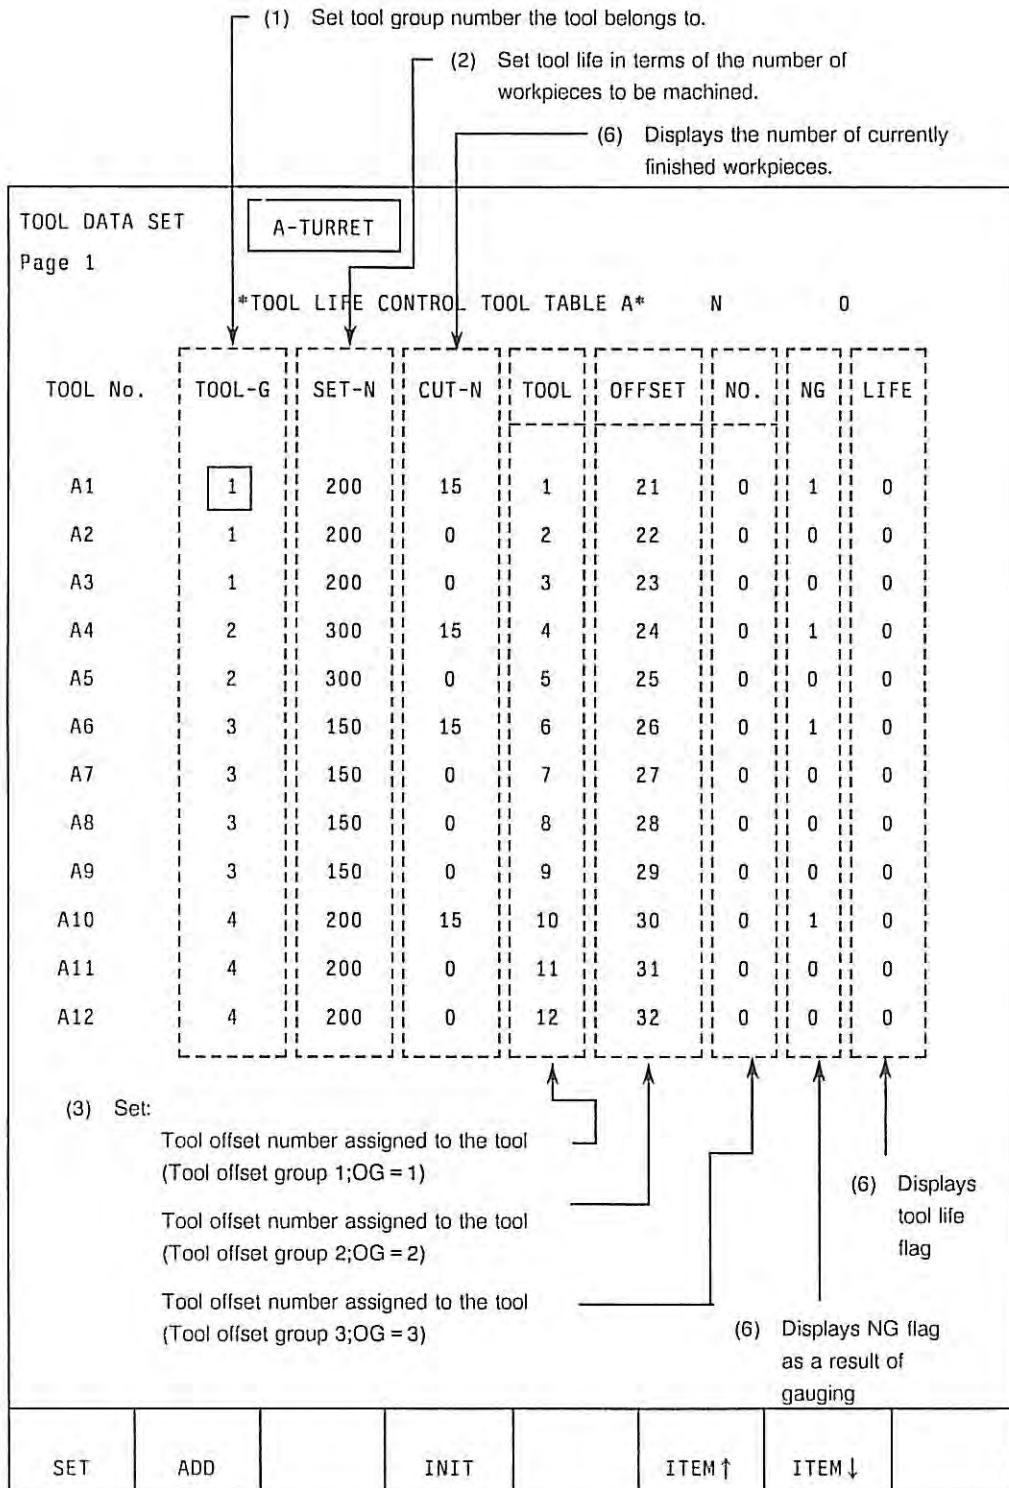 (1) Set tool group number the tool belongs to.
(2) Set tool life in terms of the number of
workpieces to be machined.
(6) Displays the number of currently
finished workpieces.
TOOL DATA SET A-TURRET
Page 1
*TOOL LIFE CONTROL TOOL TABLE A* N 0
TOOL No. TOOL-G SET-N CUT-N TOOL OFFSET NO. NG LIFE
A1 1 200 15 1 21 0 1 0
A2 1 200 0 2 22 0 0 0
A3 1 200 0 3 23 0 0 0
A4 2 300 15 4 24 0 1 0
A5 2 300 0 5 25 0 0 0
A6 3 150 15 6 26 0 1 0
A7 3 150 0 7 27 0 0 0
A8 3 150 0 8 28 0 0 0
A9 3 150 0 9 29 0 0 0
A10 4 200 15 10 30 0 1 0
A11 4 200 0 11 31 0 0 0
A12 4 200 0 12 32 0 0 0
(3) Set:
Tool offset number assigned to the tool
(Tool offset group 1;OG=1)
Tool offset number assigned to the tool
(Tool offset group 2;OG=2)
Tool offset number assigned to the tool
(Tool offset group 3;OG=3)
(6) Displays
tool life
flag
(6) Displays NG flag
as a result of
gauging
SET ADD INIT ITEM↑ ITEM↓